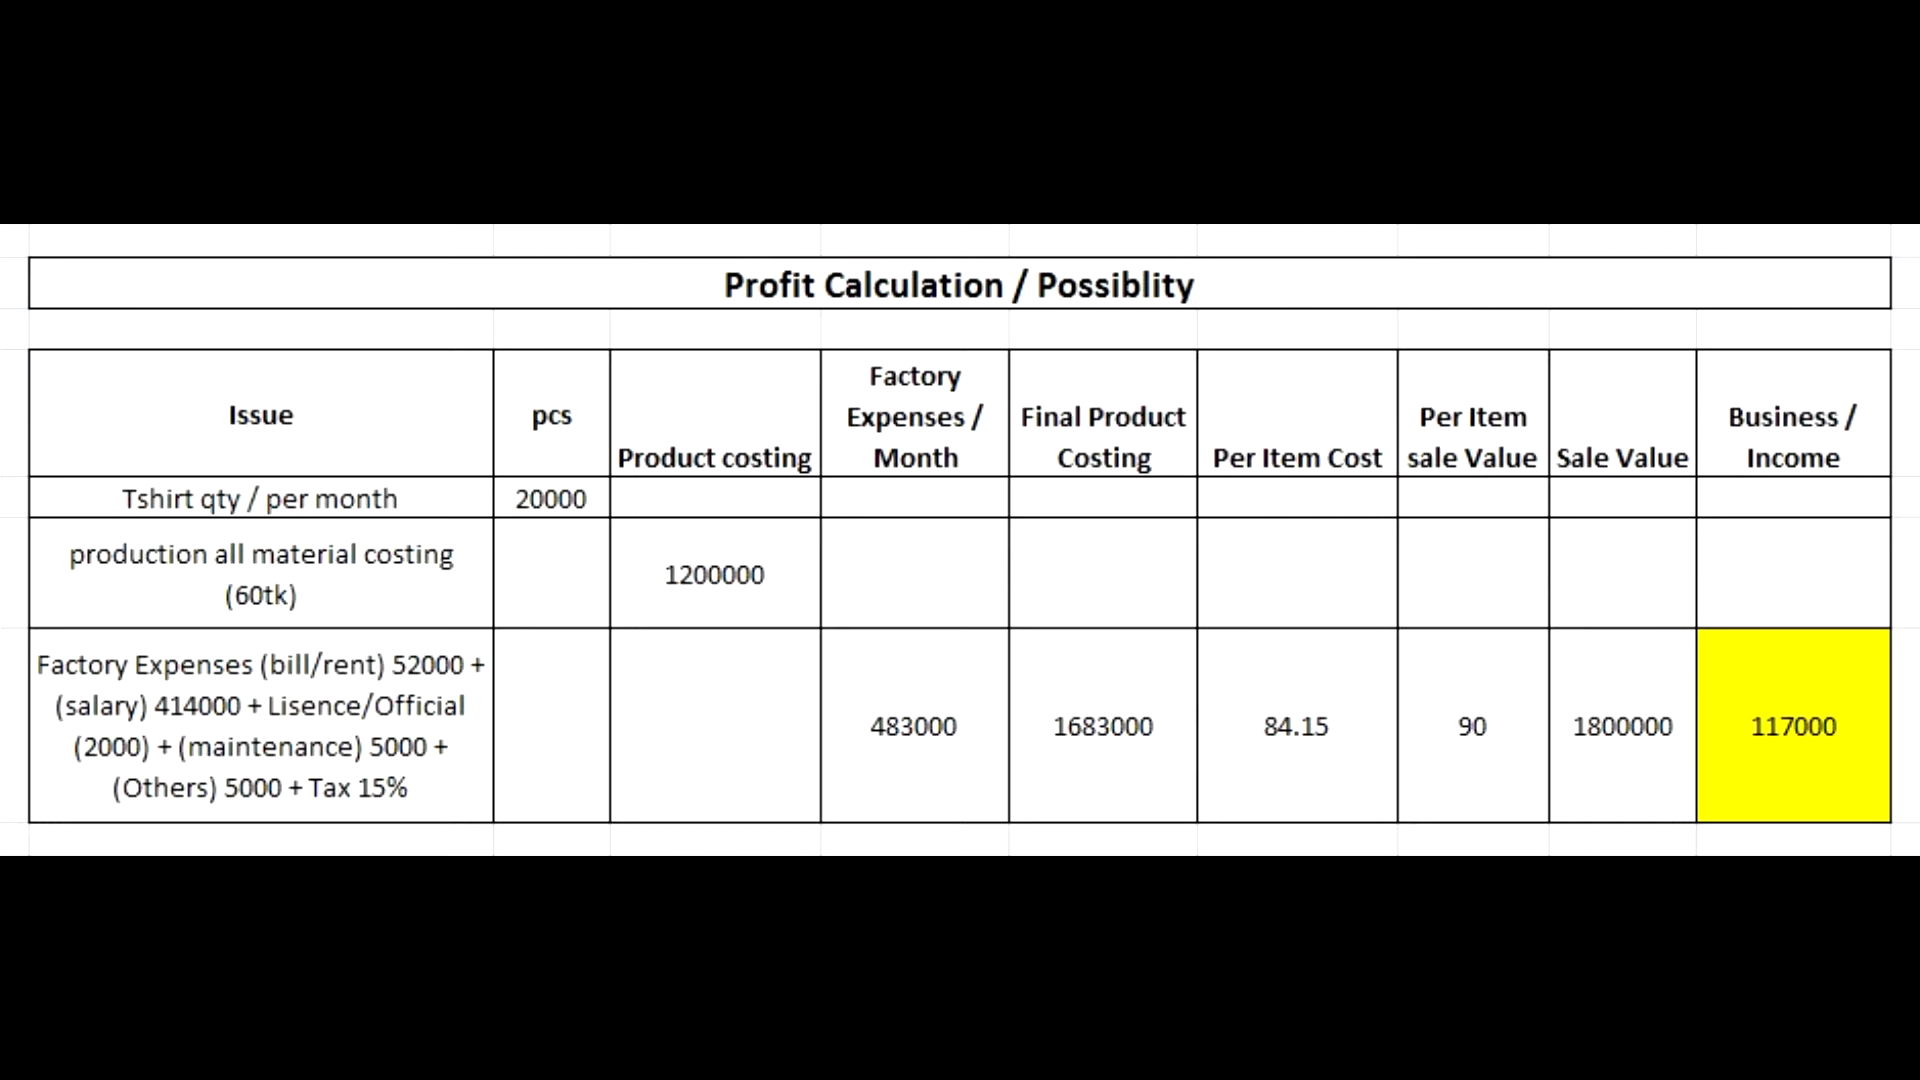 Profit Calculation / Possiblity
Issue
pcs
Product costing
Factory
Expenses /
Month
Final Product
Costing
Per Item Cost
Per Item
sale Value
Sale Value
Business /
Income
Tshirt qty / per month
20000
production all material costing
(60tk)
1200000
Factory Expenses (bill/rent) 52000 +
(salary) 414000 + Lisence/Official
(2000) + (maintenance) 5000 +
(Others) 5000 + Tax 15%
483000
1683000
84.15
90
1800000
117000